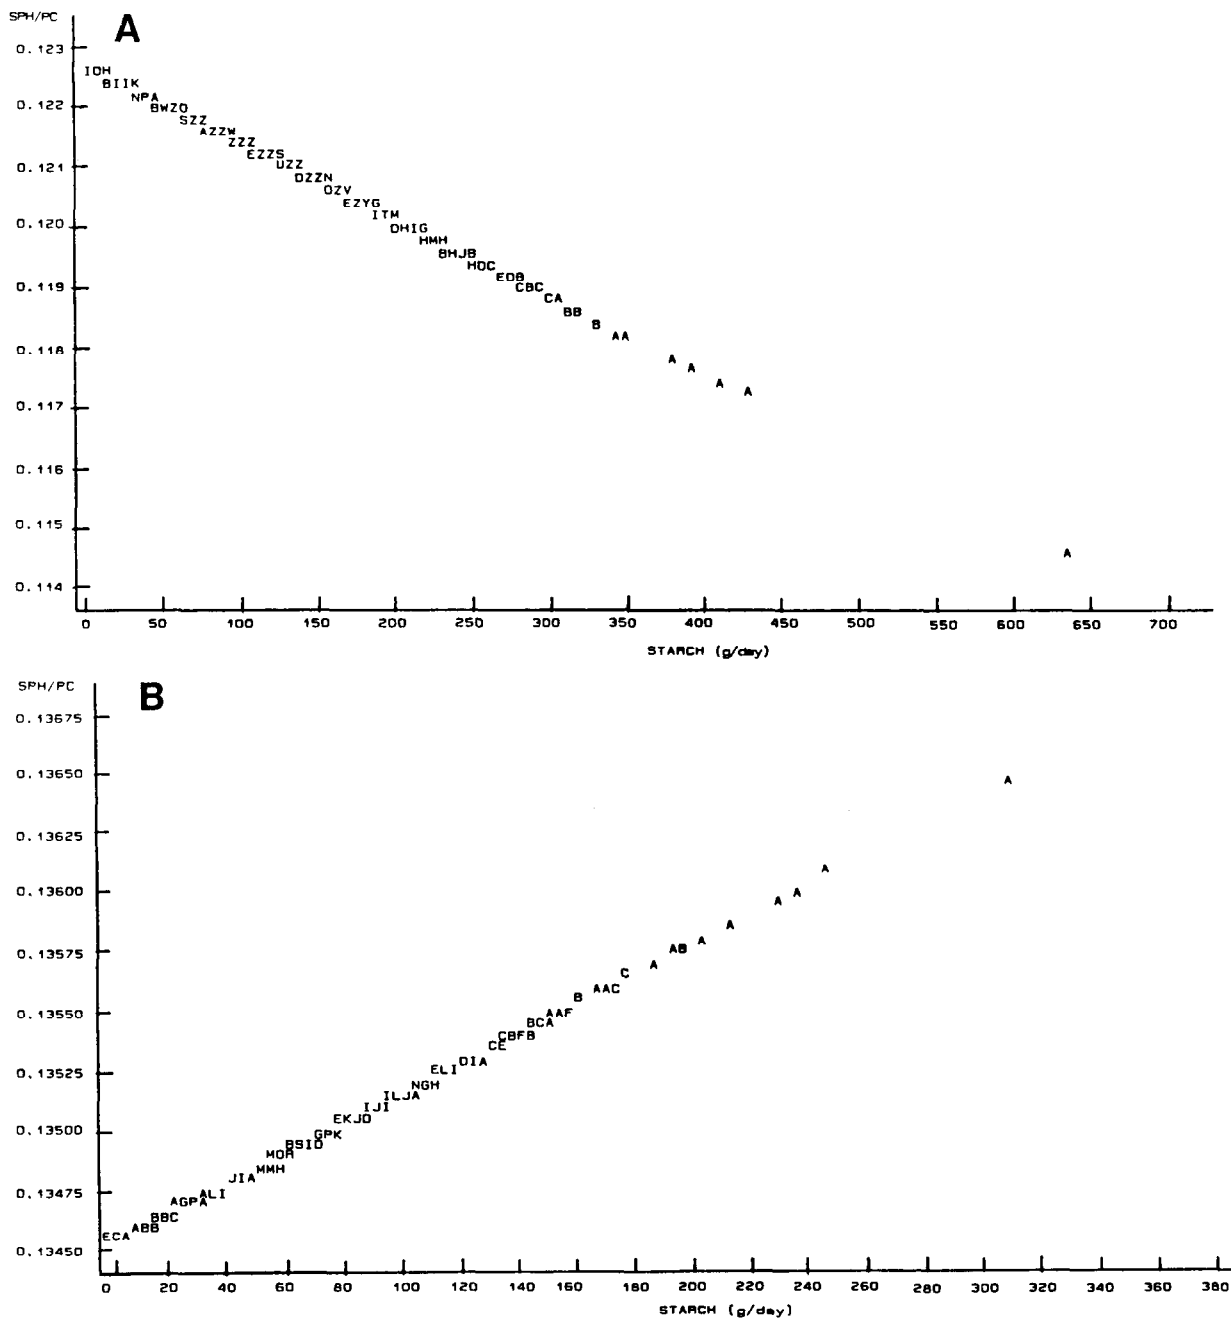 SPH/PC
A
0.123
IOH
BIIK
NPA
0.122
BWZO
SZZ
AZZW
ZZZ
EZZS
0.121
UZZ
DZZN
OZV
EZYG
ITM
0.120
DHIG
HMH
BHJB
HDC
EDB
0.119
CBC
CA
BB
B
AA
0.118
A
A
A
A
0.117
0.116
0.115
A
0.114
0 50 100 150 200 250 300 350 400 450 500 550 600 650 700
STARCH (g/day)
SPH/PC
B
0.13675
0.13650
A
0.13625
A
0.13600
A
A
A
A
0.13575
AB
A
C
AAC
B
0.13550
AAF
BCA
CBFB
CE
DIA
0.13525
ELI
NGH
ILJA
IJI
EKJD
0.13500
GPK
BSID
MOR
MMH
JIA
0.13475
ALI
AGPA
BBC
ABB
ECA
0.13450
0 20 40 60 80 100 120 140 160 180 200 220 240 260 280 300 320 340 360 380
STARCH (g/day)